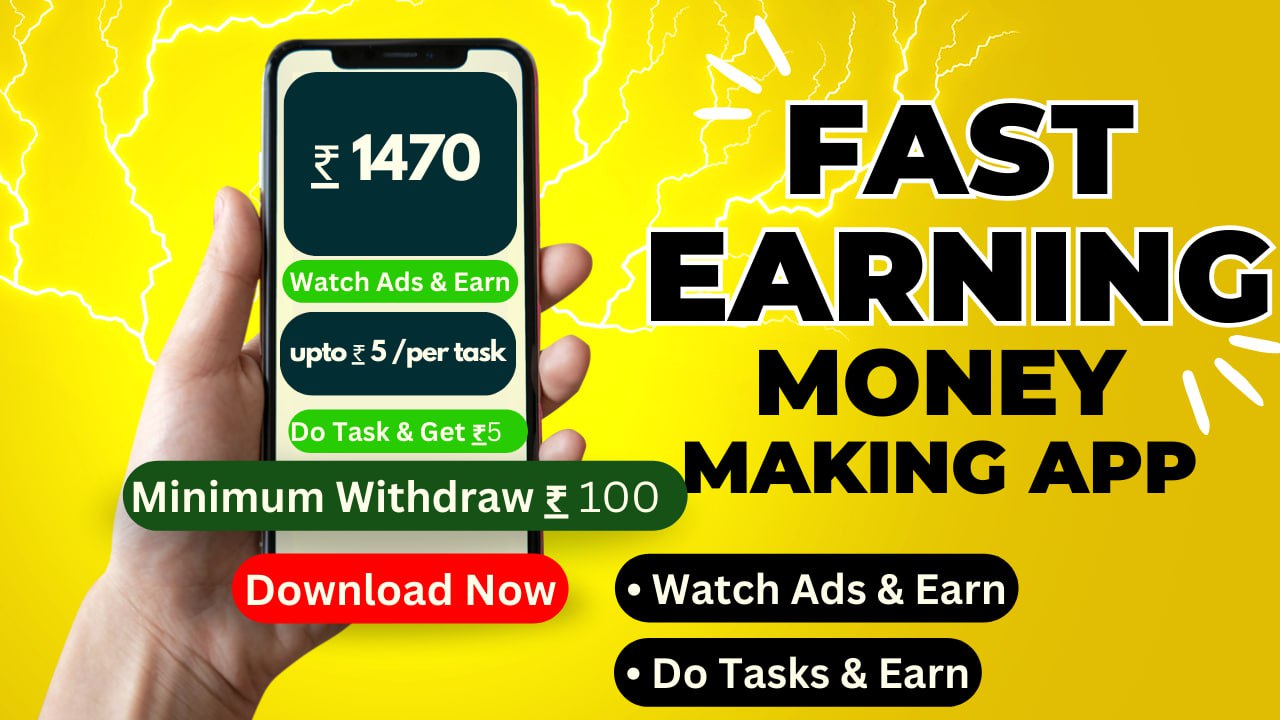 ₹ 1470
Watch Ads & Earn
upto ₹ 5 /per task
Do Task & Get ₹5
Minimum Withdraw ₹ 100
Download Now
FAST
EARNING
MONEY
MAKING APP
• Watch Ads & Earn
• Do Tasks & Earn